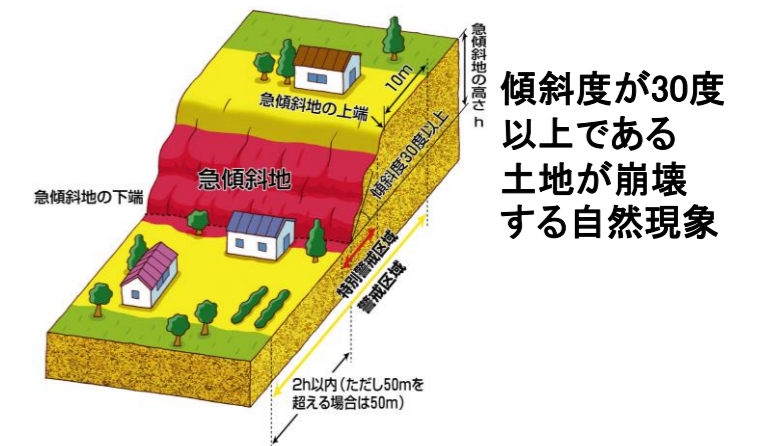 急傾斜地の高さh
10m
急傾斜地の上端
傾斜度30度以上
急傾斜地
急傾斜地の下端
特別警戒区域
警戒区域
2h以内（ただし50mを
超える場合は50m）
傾斜度が30度
以上である
土地が崩壊
する自然現象